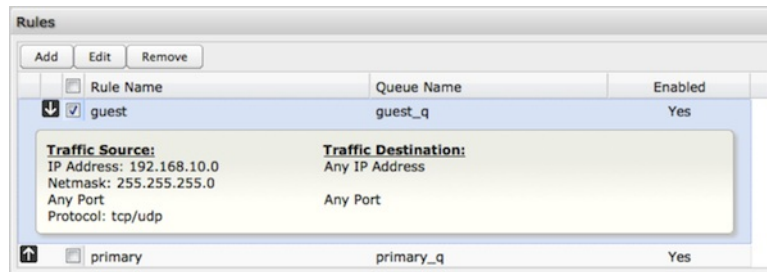 Rules
Add Edit Remove
Rule Name Queue Name Enabled
guest guest_q Yes
Traffic Source: Traffic Destination:
IP Address: 192.168.10.0 Any IP Address
Netmask: 255.255.255.0
Any Port Any Port
Protocol: tcp/udp
primary primary_q Yes